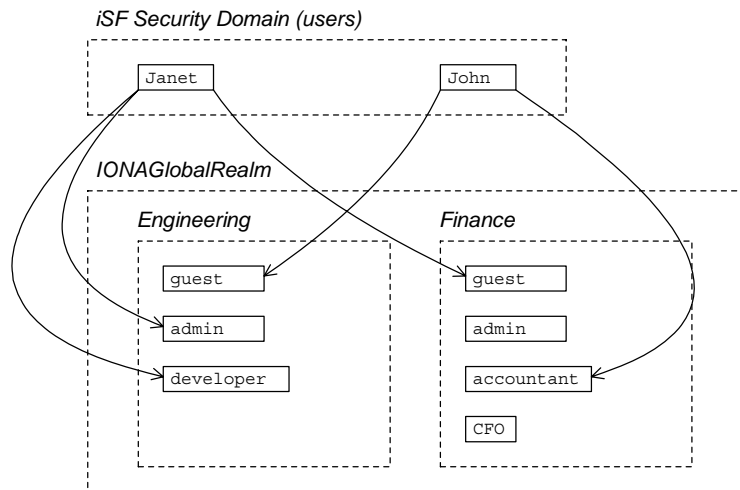 iSF Security Domain (users)
Janet
John
IONAGlobalRealm
Engineering
Finance
guest
guest
admin
admin
developer
accountant
CFO